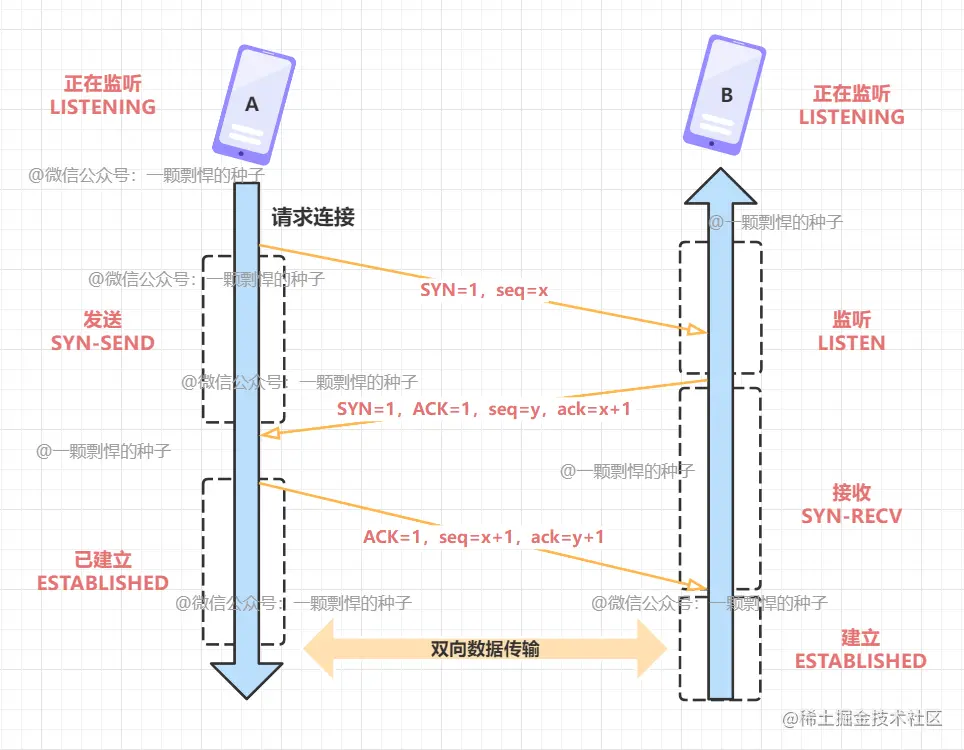 正在监听
LISTENING
A
B
正在监听
LISTENING
@微信公众号：一颗剽悍的种子
请求连接
@一颗剽悍的种子
@微信公众号：一颗剽悍的种子
SYN=1，seq=x
发送
SYN-SEND
监听
LISTEN
@微信公众号：一颗剽悍的种子
SYN=1，ACK=1，seq=y，ack=x+1
@一颗剽悍的种子
@一颗剽悍的种子
接收
SYN-RECV
ACK=1，seq=x+1，ack=y+1
已建立
ESTABLISHED
@微信公众号：一颗剽悍的种子
@微信公众号：一颗剽悍的种子
双向数据传输
建立
ESTABLISHED
@稀土掘金技术社区